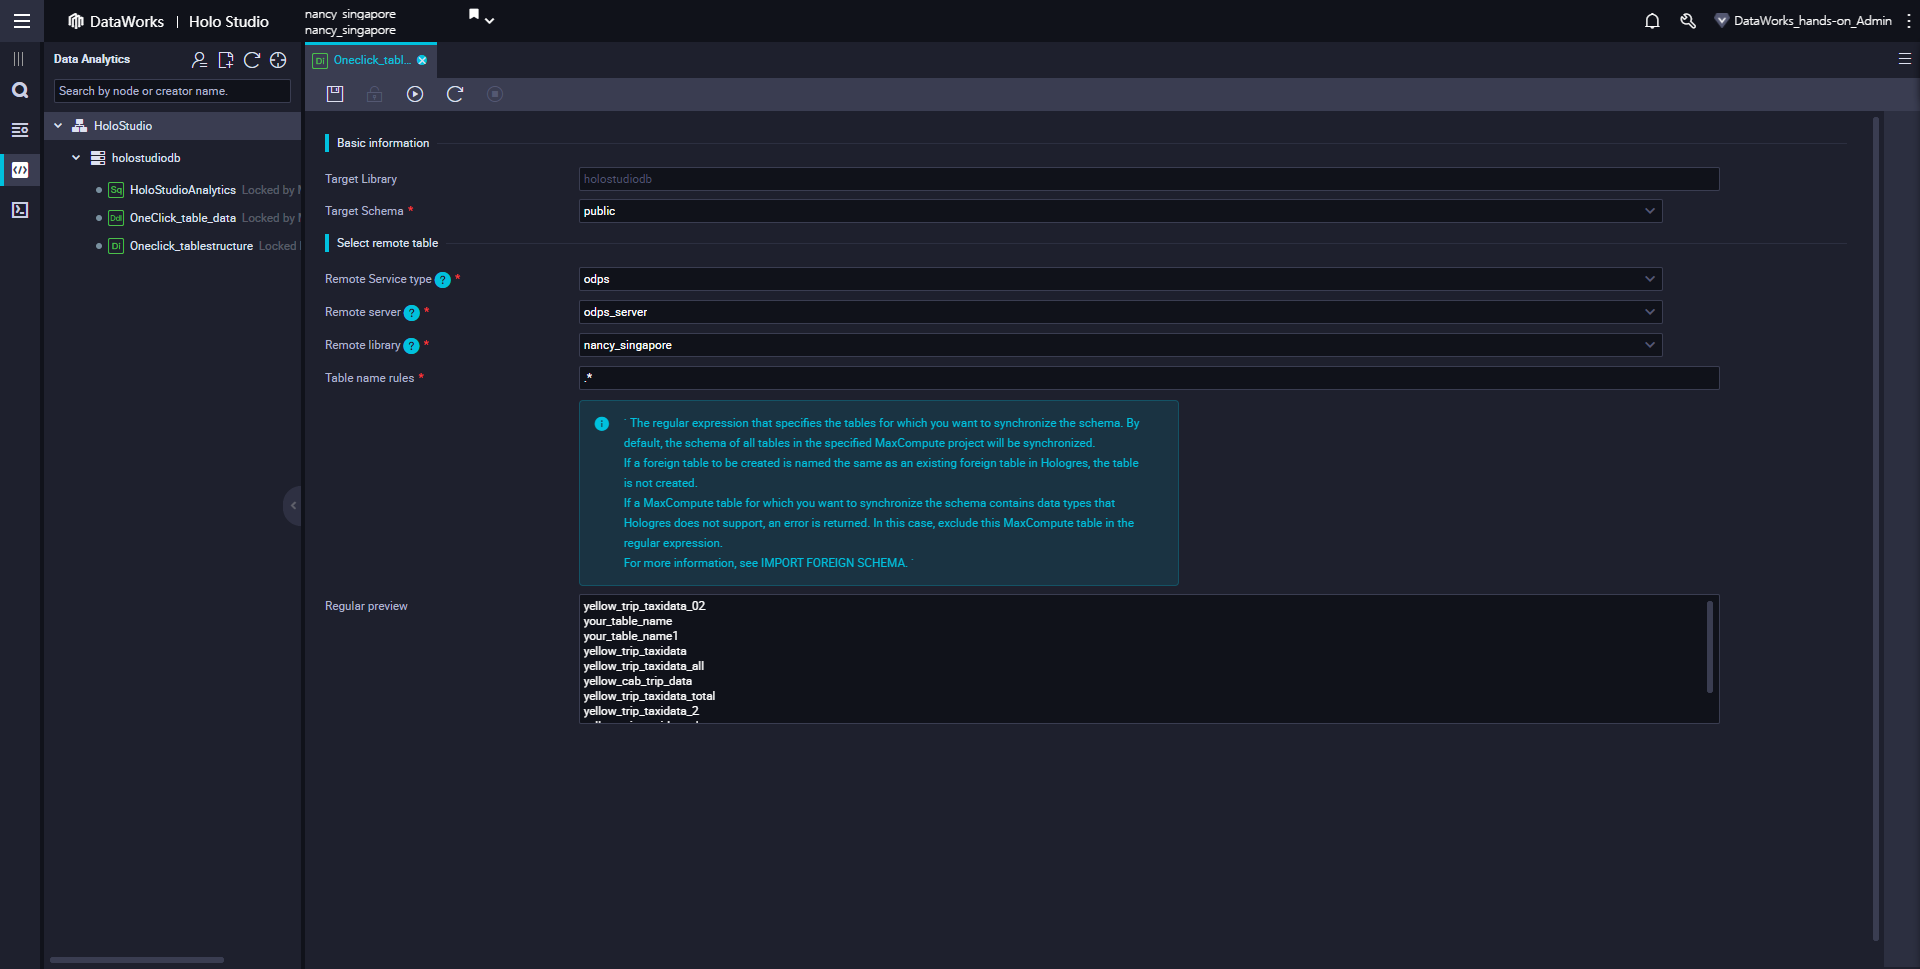 DataWorks | Holo Studio
nancy singapore
nancy_singapore
DataWorks_hands-on_Admin
Data Analytics
Search by node or creator name.
HoloStudio
holostudiodb
Sq HoloStudioAnalytics Locked by
Ddl OneClick_table_data Locked by
Di Oneclick_tablestructure Locked
Di Oneclick_tabl...
Basic information
Target Library
holostudiodb
Target Schema *
public
Select remote table
Remote Service type ? *
odps
Remote server ? *
odps_server
Remote library ? *
nancy_singapore
Table name rules *
.*
` The regular expression that specifies the tables for which you want to synchronize the schema. By
default, the schema of all tables in the specified MaxCompute project will be synchronized.
If a foreign table to be created is named the same as an existing foreign table in Hologres, the table
is not created.
If a MaxCompute table for which you want to synchronize the schema contains data types that
Hologres does not support, an error is returned. In this case, exclude this MaxCompute table in the
regular expression.
For more information, see IMPORT FOREIGN SCHEMA. `
Regular preview
yellow_trip_taxidata_02
your_table_name
your_table_name1
yellow_trip_taxidata
yellow_trip_taxidata_all
yellow_cab_trip_data
yellow_trip_taxidata_total
yellow_trip_taxidata_2